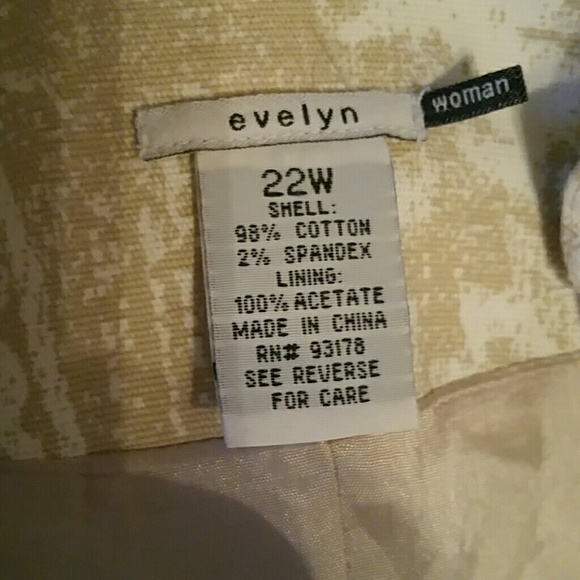 evelyn
woman
22W
SHELL:
98% COTTON
2% SPANDEX
LINING:
100% ACETATE
MADE IN CHINA
RN# 93178
SEE REVERSE
FOR CARE